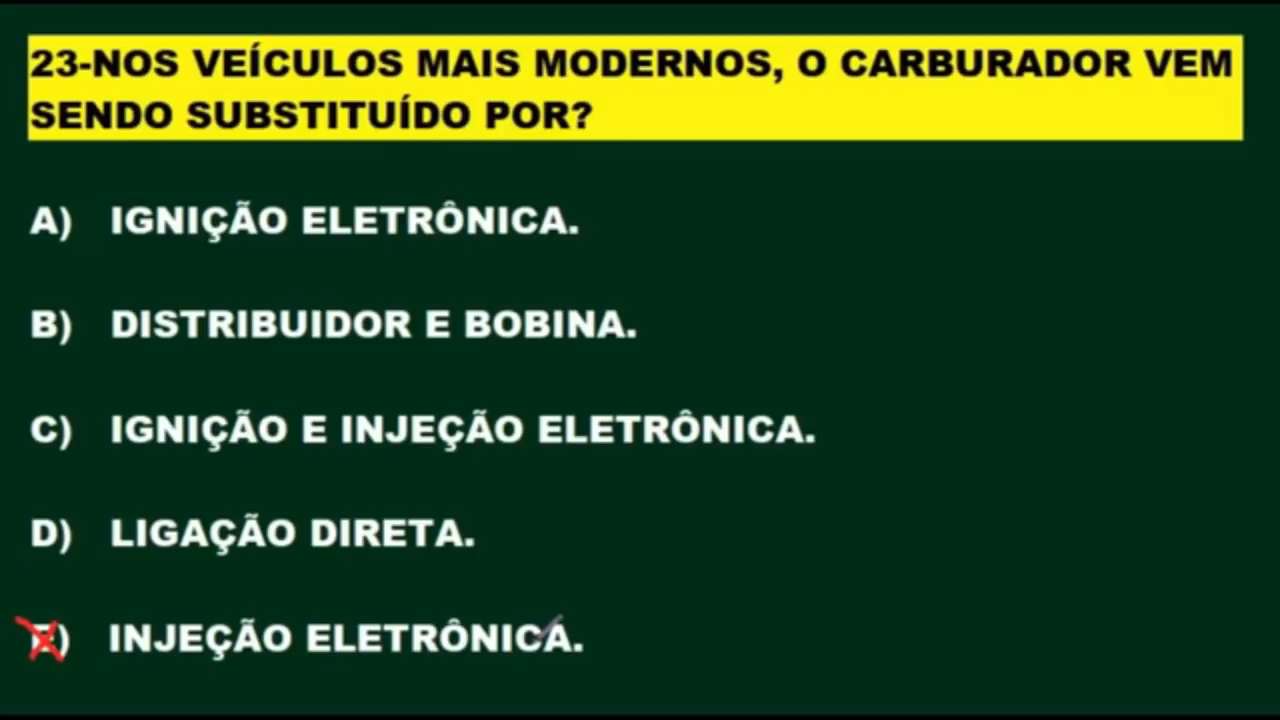 23-NOS VEÍCULOS MAIS MODERNOS, O CARBURADOR VEM
SENDO SUBSTITUÍDO POR?
A) IGNIÇÃO ELETRÔNICA.
B) DISTRIBUIDOR E BOBINA.
C) IGNIÇÃO E INJEÇÃO ELETRÔNICA.
D) LIGAÇÃO DIRETA.
E) INJEÇÃO ELETRÔNICA.